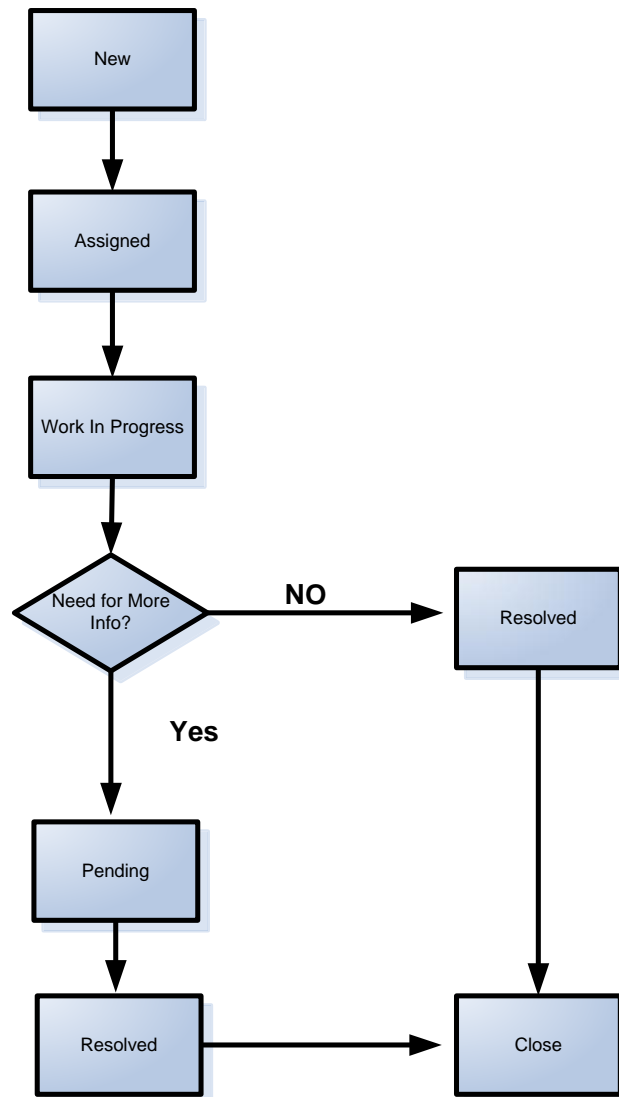 New
Assigned
Work In Progress
Need for More
Info?
NO
Resolved
Yes
Pending
Resolved
Close